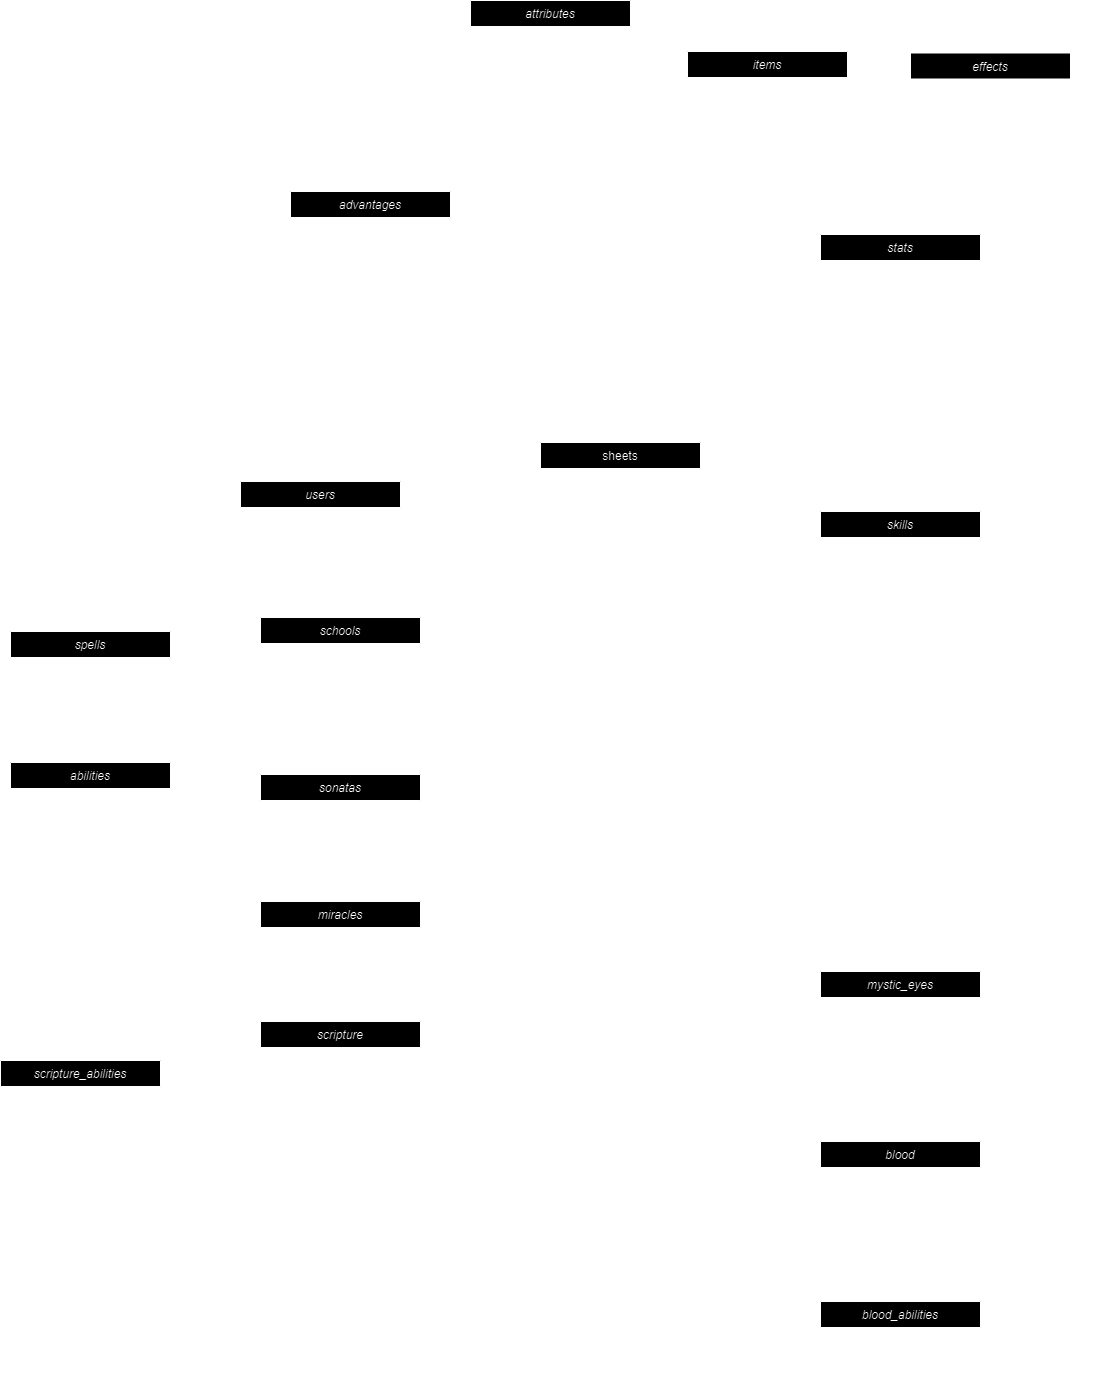 attributes
items
effects
advantages
stats
sheets
users
skills
schools
spells
abilities
sonatas
miracles
mystic_eyes
scripture
scripture_abilities
blood
blood_abilities